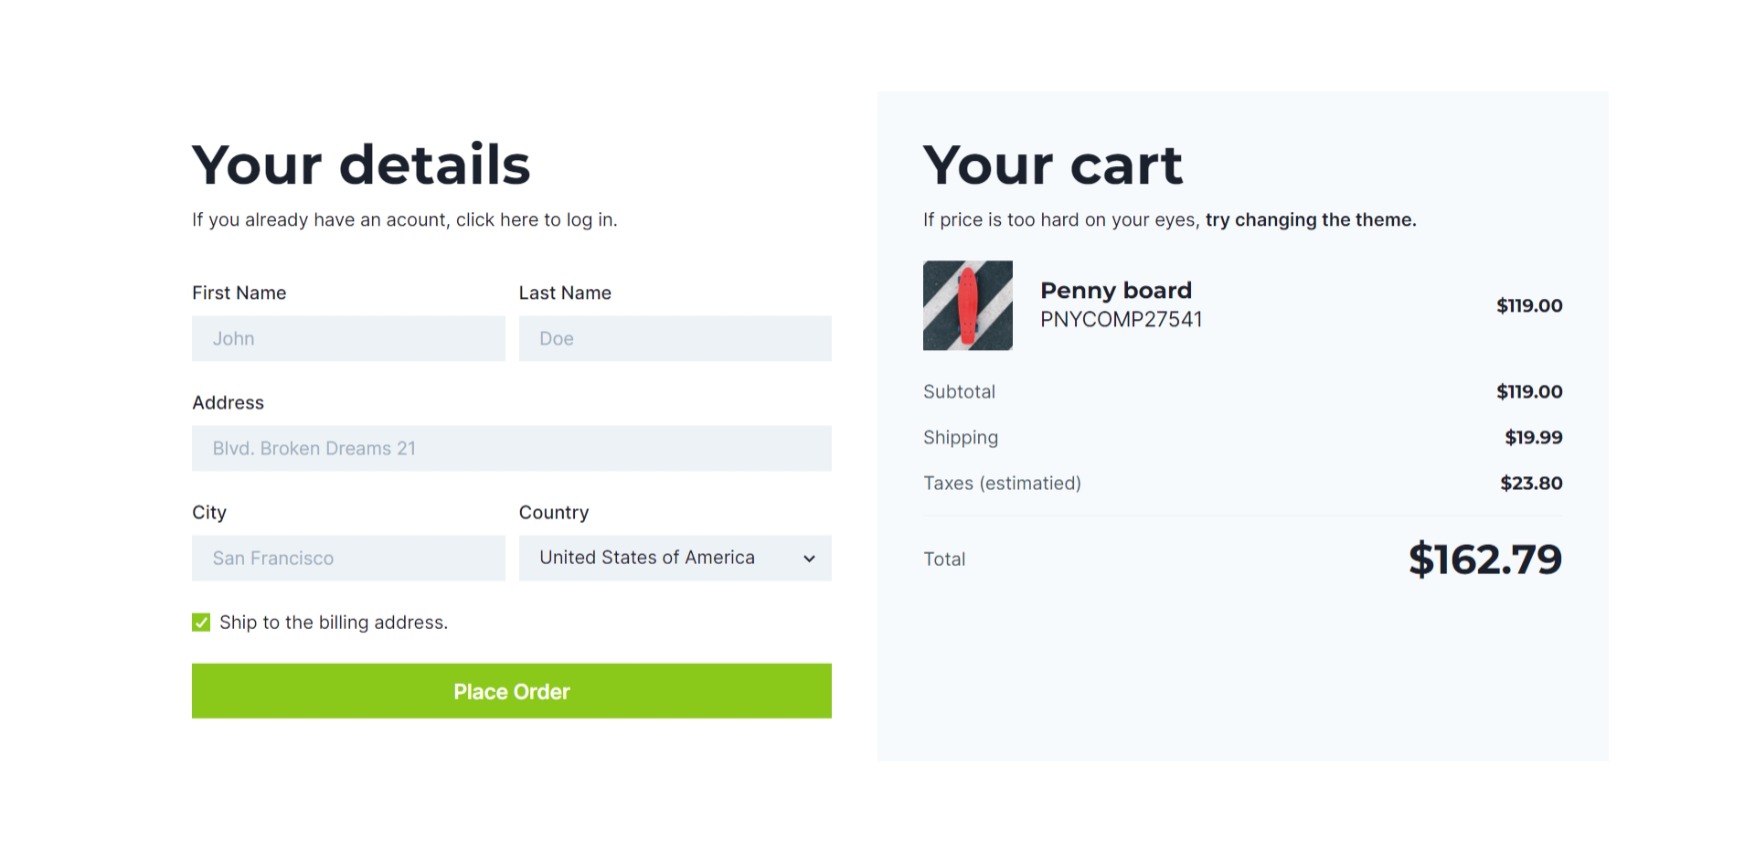 Your details
If you already have an acount, click here to log in.
First Name
Last Name
John
Doe
Address
Blvd. Broken Dreams 21
City
Country
San Francisco
United States of America
Ship to the billing address.
Place Order
Your cart
If price is too hard on your eyes, try changing the theme.
Penny board
PNYCOMP27541
$119.00
Subtotal
$119.00
Shipping
$19.99
Taxes (estimatied)
$23.80
Total
$162.79